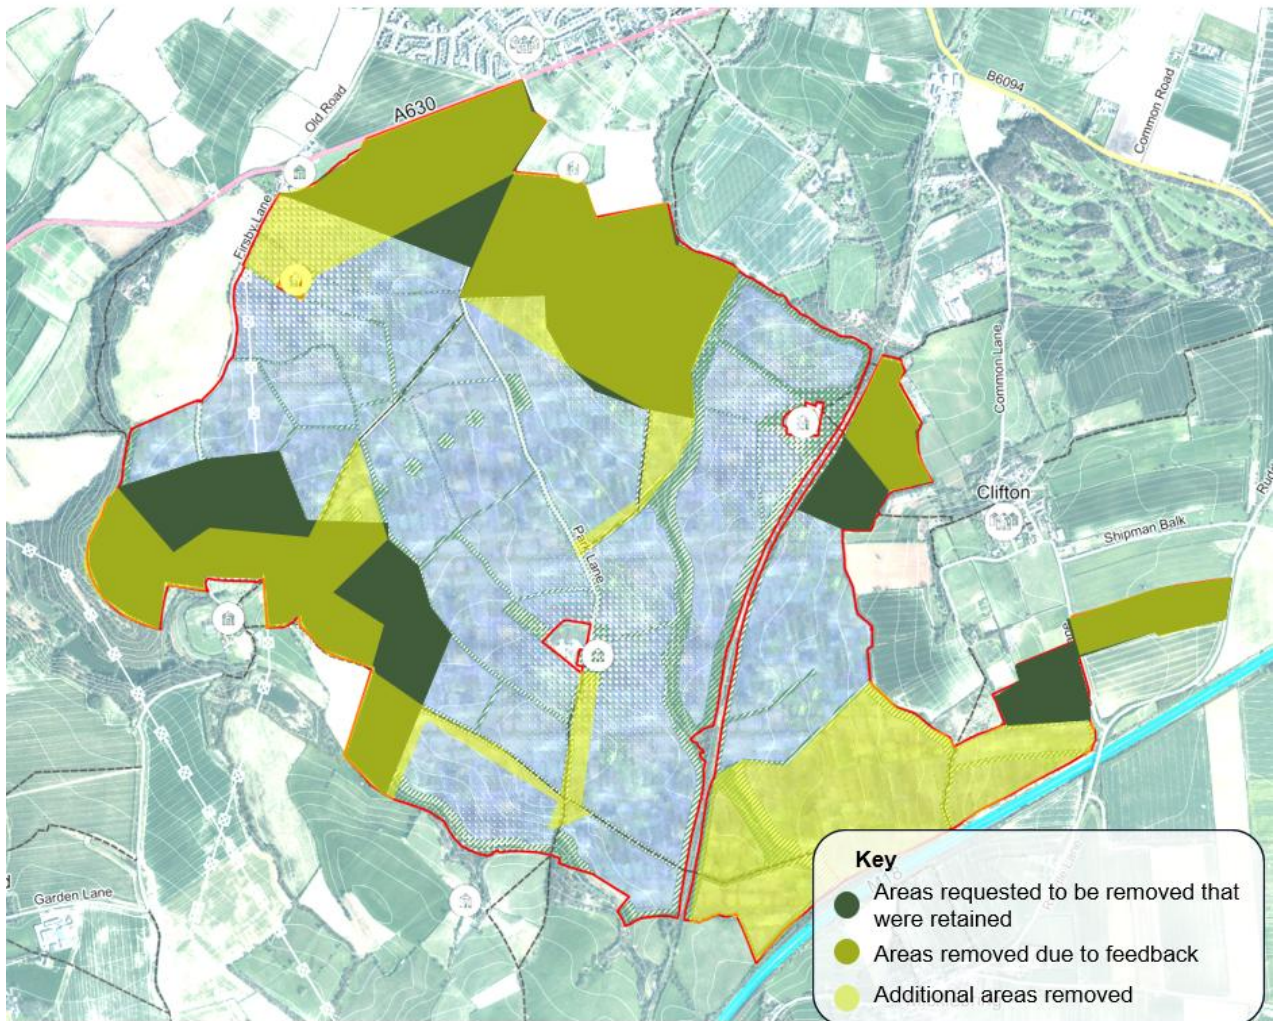 B6094
Common Road
Old Road
A630
Firsby Lane
Common Lane
Clifton
Shipman Balk
Park Lane
Garden Lane
Key
Areas requested to be removed that
were retained
Areas removed due to feedback
Additional areas removed